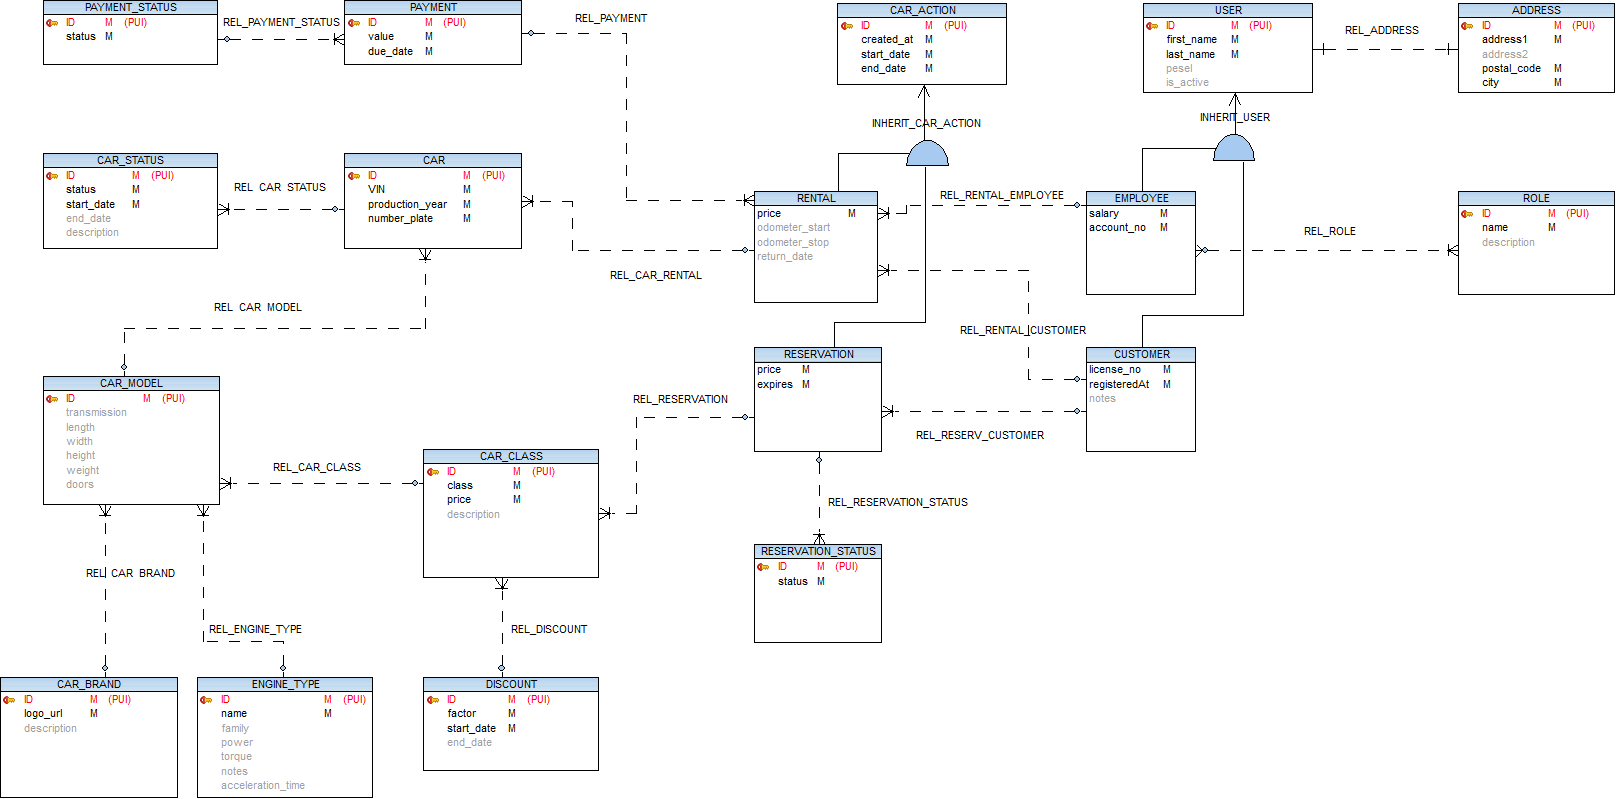 PAYMENT_STATUS
ID M (PUI)
status M
REL_PAYMENT_STATUS
PAYMENT
ID M (PUI)
value M
due_date M
REL_PAYMENT
CAR_ACTION
ID M (PUI)
created_at M
start_date M
end_date M
INHERIT_CAR_ACTION
USER
ID M (PUI)
first_name M
last_name M
pesel
is_active
INHERIT_USER
REL_ADDRESS
ADDRESS
ID M (PUI)
address1 M
address2
postal_code M
city M
CAR_STATUS
ID M (PUI)
status M
start_date M
end_date
description
REL_CAR_STATUS
CAR
ID M (PUI)
VIN M
production_year M
number_plate M
REL_CAR_RENTAL
RENTAL
price M
odometer_start
odometer_stop
return_date
REL_RENTAL_EMPLOYEE
EMPLOYEE
salary M
account_no M
REL_ROLE
ROLE
ID M (PUI)
name M
description
REL_CAR_MODEL
REL_RENTAL_CUSTOMER
CAR_MODEL
ID M (PUI)
transmission
length
width
height
weight
doors
REL_CAR_CLASS
CAR_CLASS
ID M (PUI)
class M
price M
description
REL_RESERVATION
RESERVATION
price M
expires M
REL_RESERV_CUSTOMER
CUSTOMER
license_no M
registeredAt M
notes
REL_RESERVATION_STATUS
RESERVATION_STATUS
ID M (PUI)
status M
REL_CAR_BRAND
REL_ENGINE_TYPE
REL_DISCOUNT
CAR_BRAND
ID M (PUI)
logo_url M
description
ENGINE_TYPE
ID M (PUI)
name M
family
power
torque
notes
acceleration_time
DISCOUNT
ID M (PUI)
factor M
start_date M
end_date